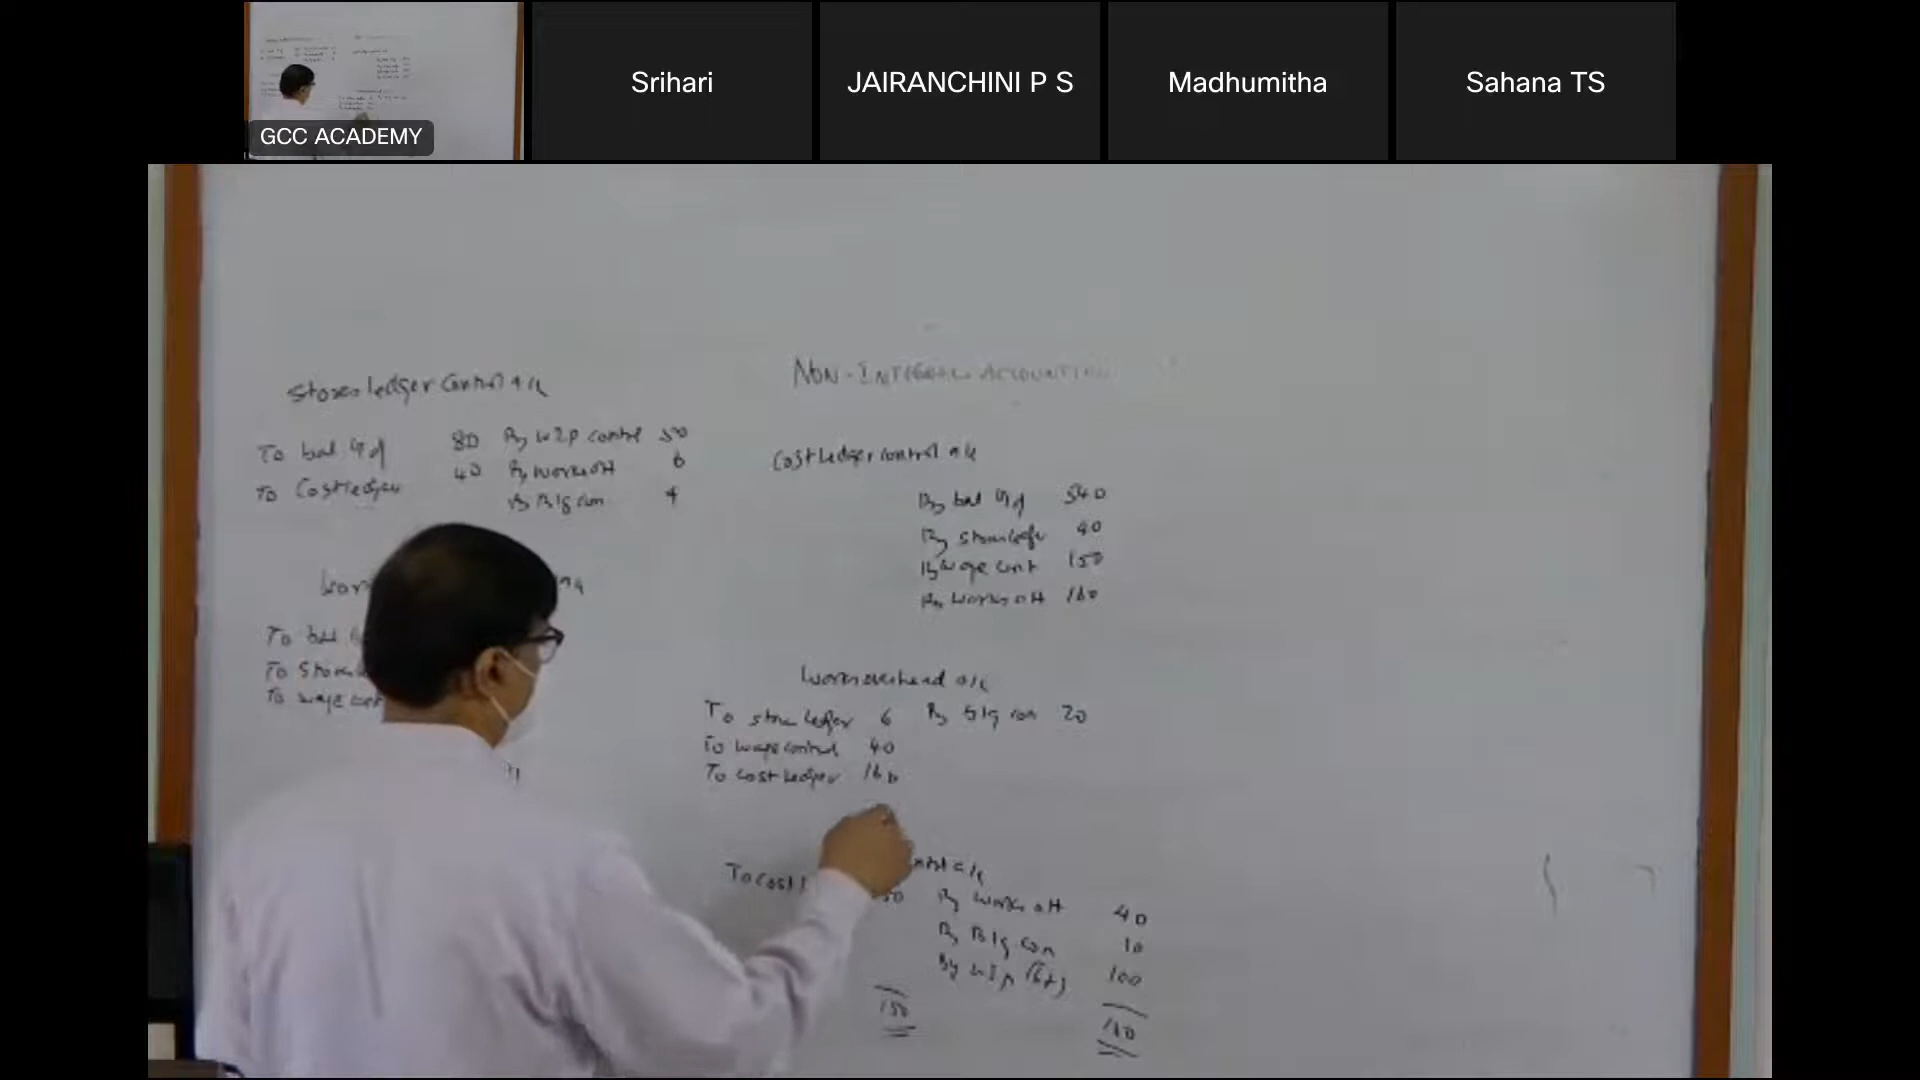 Srihari
JAIRANCHINI P S
Madhumitha
Sahana TS
GCC ACADEMY
NON-INTEGRAL ACCOUNTING
Stores ledger Control a/c
To bal b/d 80 By WIP control 50
To Cost ledger 40 By works OH 6
By Blg con 4
Cost ledger control a/c
By bal b/d 540
By stores ledger 40
By wage cont 150
By works OH 160
To bal
To Stores
To wage cont
Works overhead a/c
To stores ledger 6 By blg con 20
To wage control 40
To cost ledger 160
To cost
By works OH 40
By Blg con 10
By WIP 100
150